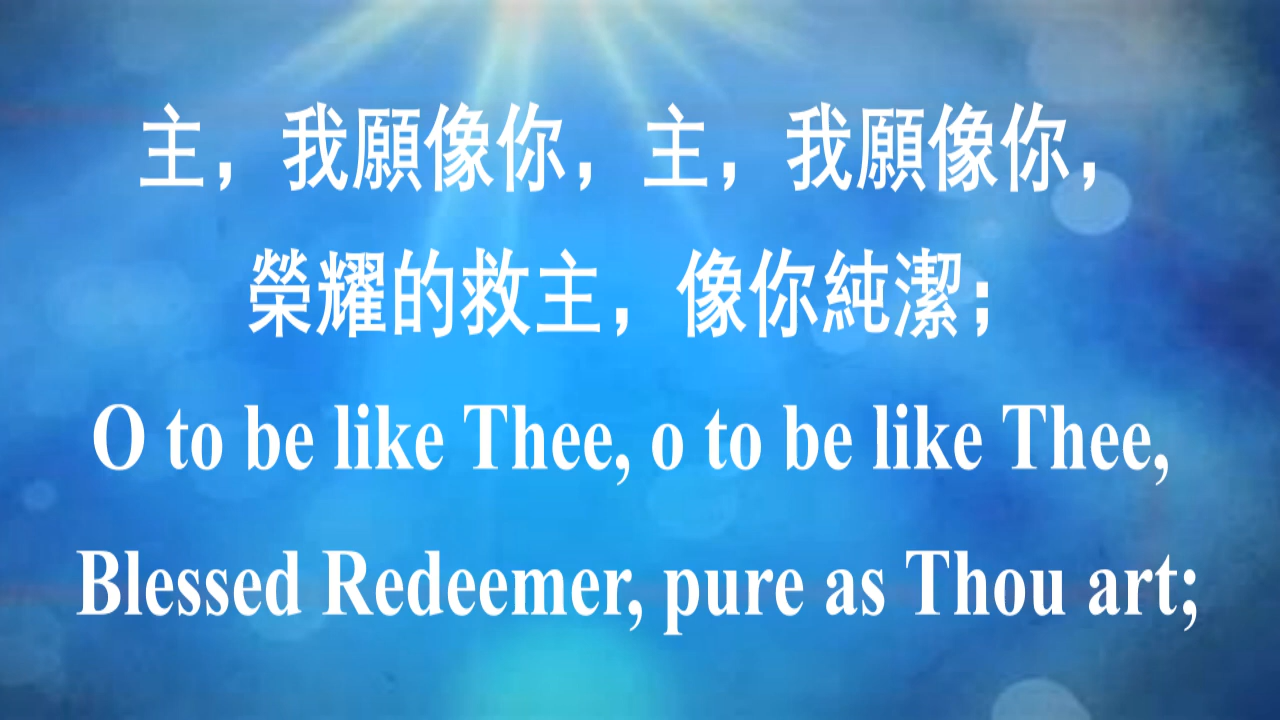 主，我願像你，主，我願像你，
榮耀的救主，像你純潔；
O to be like Thee, o to be like Thee,
Blessed Redeemer, pure as Thou art;